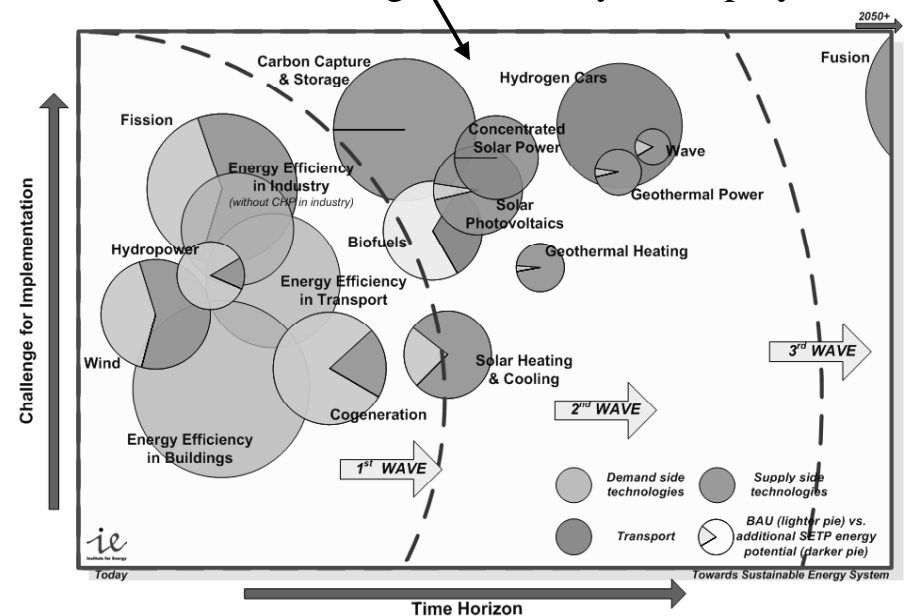 2050+
Fusion
Carbon Capture
& Storage
Hydrogen Cars
Fission
Concentrated
Solar Power
Wave
Energy Efficiency
in Industry
(without CHP in industry)
Geothermal Power
Solar
Photovoltaics
Biofuels
Hydropower
Geothermal Heating
Energy Efficiency
in Transport
Wind
Solar Heating
& Cooling
Cogeneration
Energy Efficiency
in Buildings
3rd WAVE
2nd WAVE
1st WAVE
Demand side
technologies
Supply side
technologies
Transport
BAU (lighter pie) vs.
additional SETP energy
potential (darker pie)
ie
Institute for Energy
Today
Towards Sustainable Energy System
Time Horizon
Challenge for Implementation